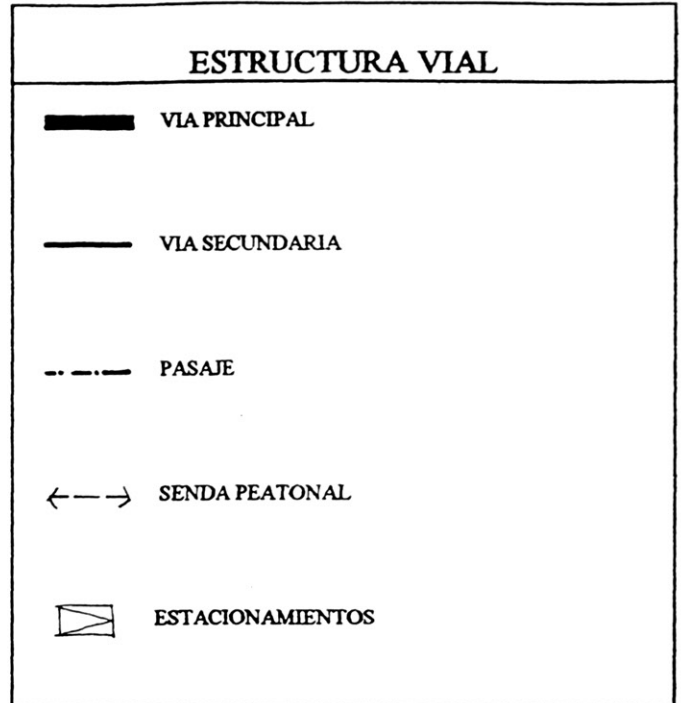 ESTRUCTURA VIAL
VIA PRINCIPAL
VIA SECUNDARIA
PASAJE
SENDA PEATONAL
ESTACIONAMIENTOS